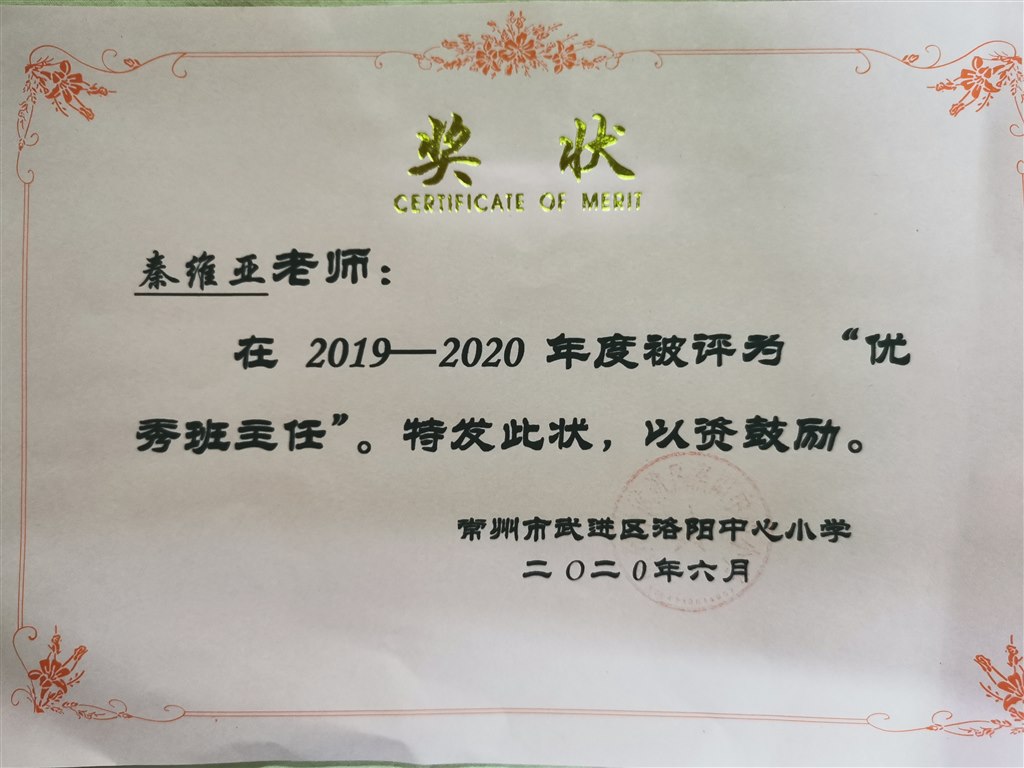 奖 状
CERTIFICATE OF MERIT
秦维亚老师：
在 2019—2020 年度被评为 “优
秀班主任”。特发此状，以资鼓励。
常州市武进区洛阳中心小学
二〇二0年六月